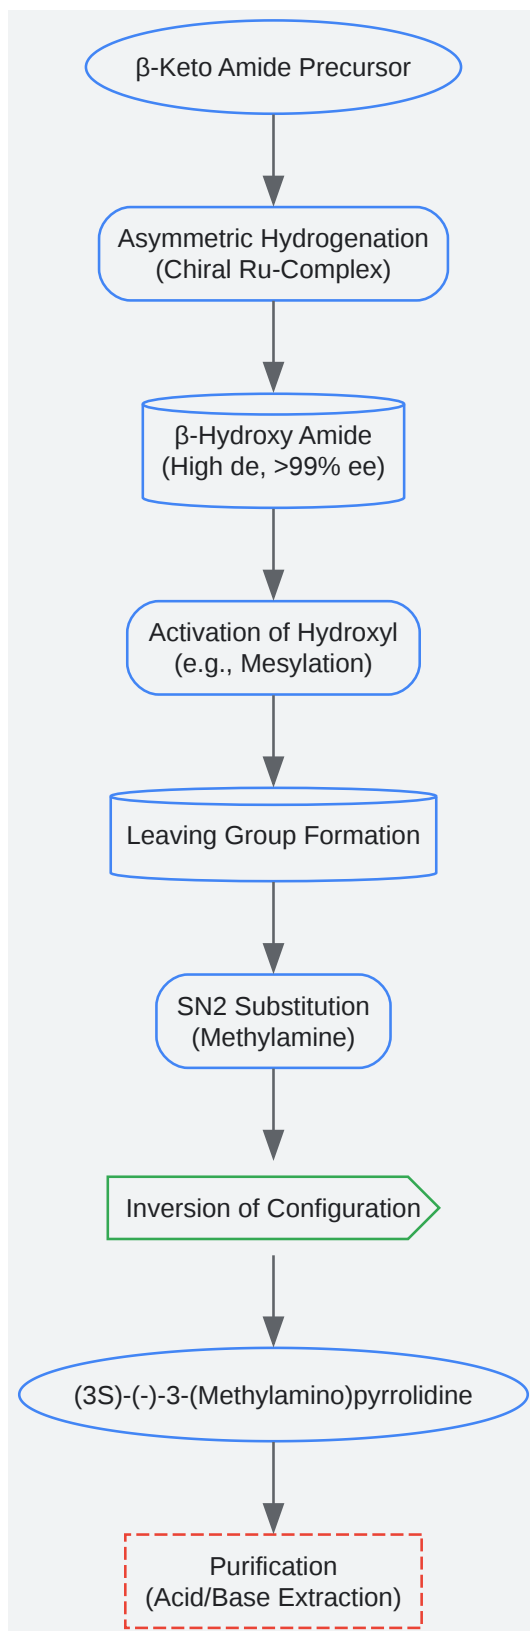 β-Keto Amide Precursor
Asymmetric Hydrogenation
(Chiral Ru-Complex)
β-Hydroxy Amide
(High de, >99% ee)
Activation of Hydroxyl
(e.g., Mesylation)
Leaving Group Formation
SN2 Substitution
(Methylamine)
Inversion of Configuration
(3S)-(-)-3-(Methylamino)pyrrolidine
Purification
(Acid/Base Extraction)